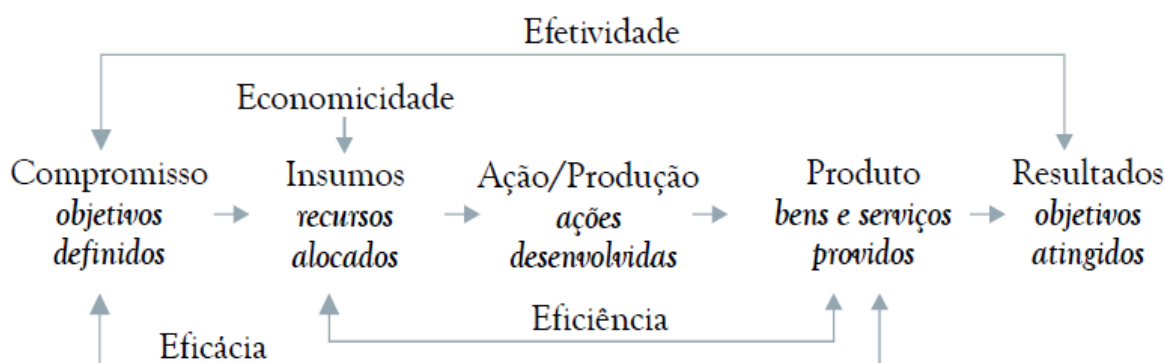 Efetividade
Economicidade
Compromisso
objetivos
definidos
Insumos
recursos
alocados
Ação/Produção
ações
desenvolvidas
Produto
bens e serviços
providos
Resultados
objetivos
atingidos
Eficiência
Eficácia